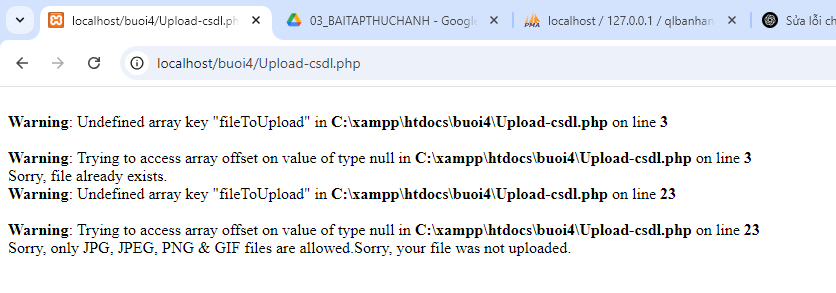 localhost/buoi4/Upload-csdl.ph
03_BAITAPTHUCHANH - Google
localhost / 127.0.0.1 / qlbanhan
Sửa lỗi ch
localhost/buoi4/Upload-csdl.php
Warning: Undefined array key "fileToUpload" in C:\xampp\htdocs\buoi4\Upload-csdl.php on line 3
Warning: Trying to access array offset on value of type null in C:\xampp\htdocs\buoi4\Upload-csdl.php on line 3
Sorry, file already exists.
Warning: Undefined array key "fileToUpload" in C:\xampp\htdocs\buoi4\Upload-csdl.php on line 23
Warning: Trying to access array offset on value of type null in C:\xampp\htdocs\buoi4\Upload-csdl.php on line 23
Sorry, only JPG, JPEG, PNG & GIF files are allowed.Sorry, your file was not uploaded.